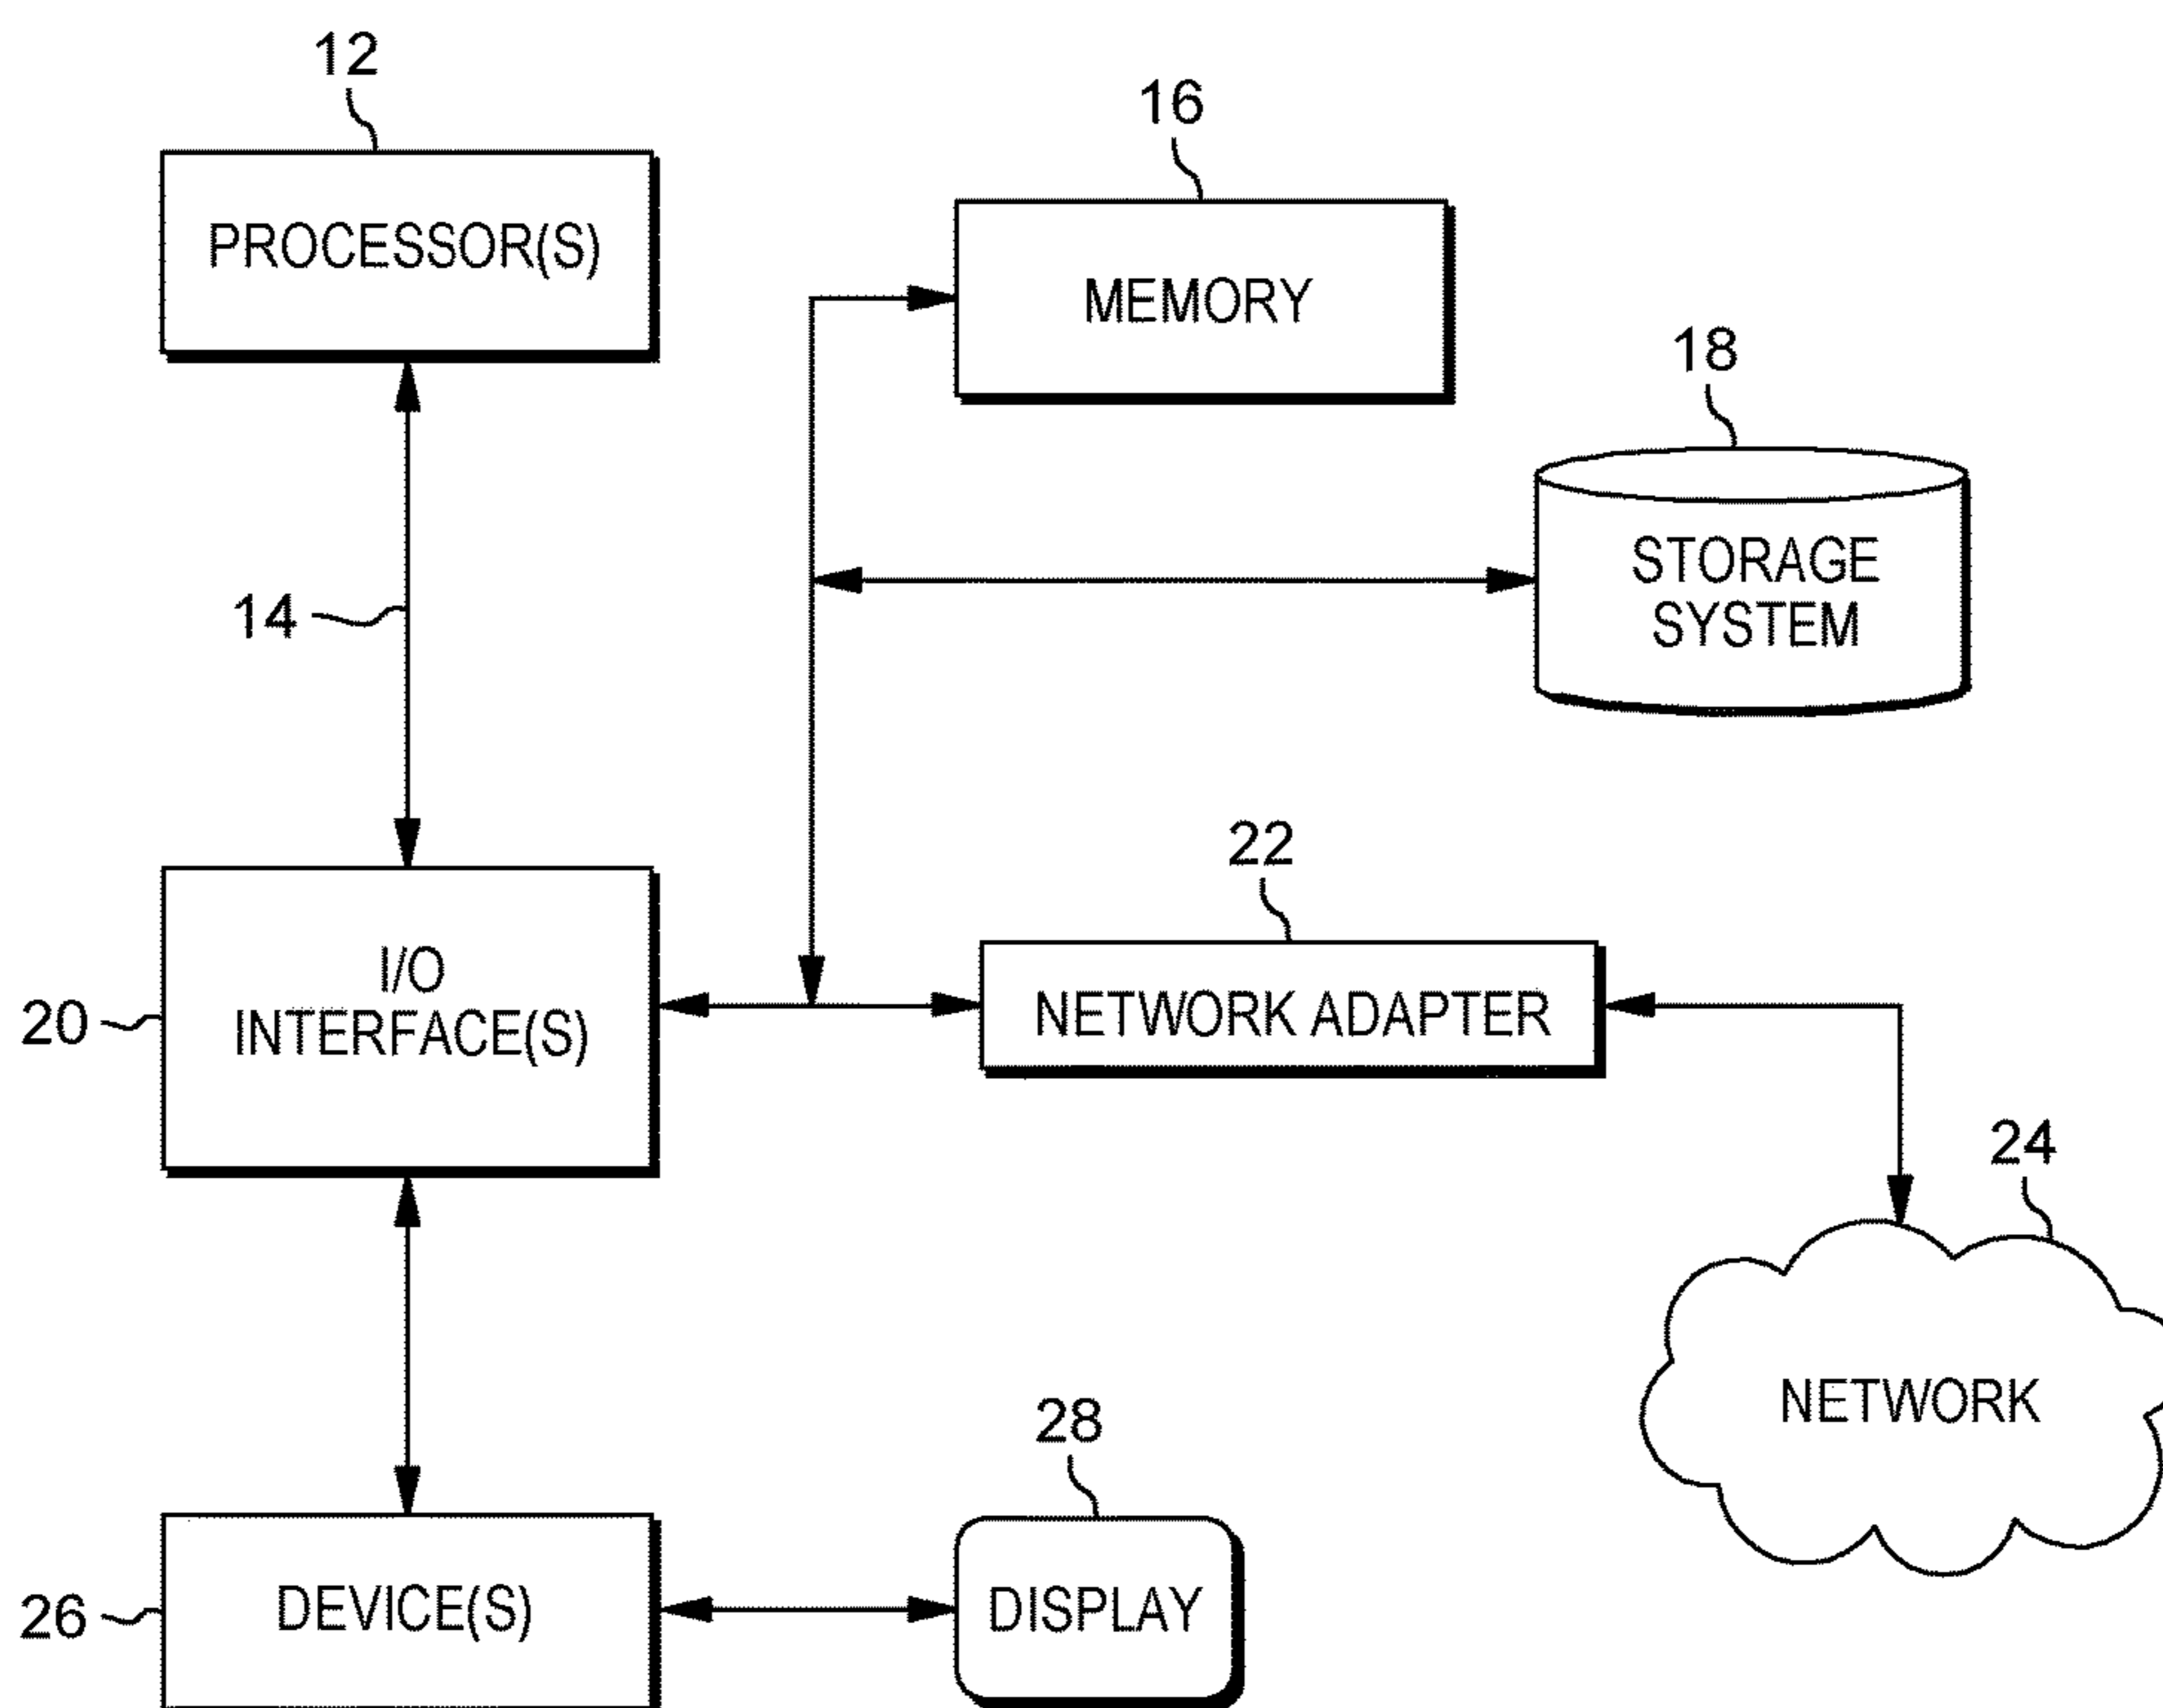 12
PROCESSOR(S)
16
MEMORY
18
STORAGE
SYSTEM
14
22
I/O
INTERFACE(S)
20
NETWORK ADAPTER
24
NETWORK
28
DEVICE(S)
26
DISPLAY